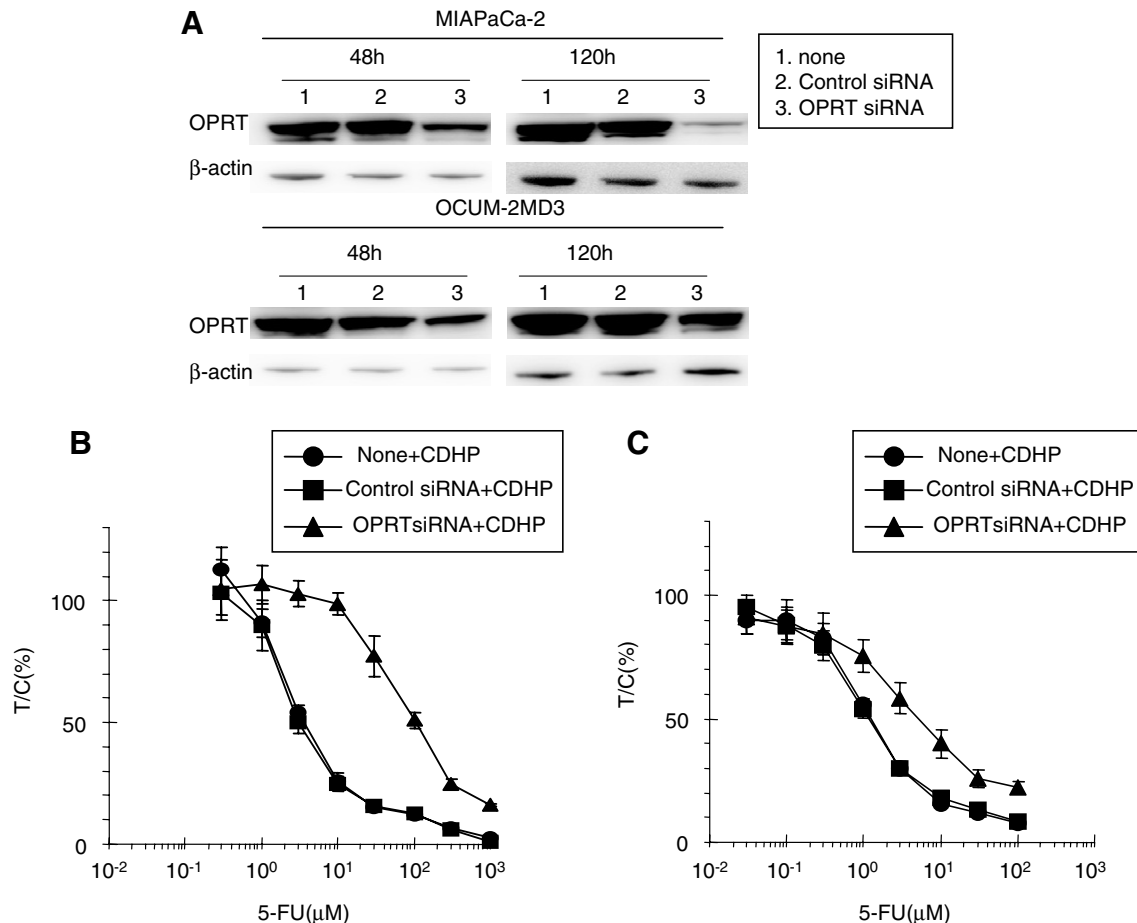 A
MIAPaCa-2
48h 120h
1 2 3 1 2 3
OPRT
β-actin
1. none
2. Control siRNA
3. OPRT siRNA
OCUM-2MD3
48h 120h
1 2 3 1 2 3
OPRT
β-actin
B
None+CDHP
Control siRNA+CDHP
OPRTsiRNA+CDHP
T/C(%)
100
50
0
10-2 10-1 100 101 102 103
5-FU(μM)
C
None+CDHP
Control siRNA+CDHP
OPRTsiRNA+CDHP
T/C(%)
100
50
0
10-2 10-1 100 101 102 103
5-FU(μM)